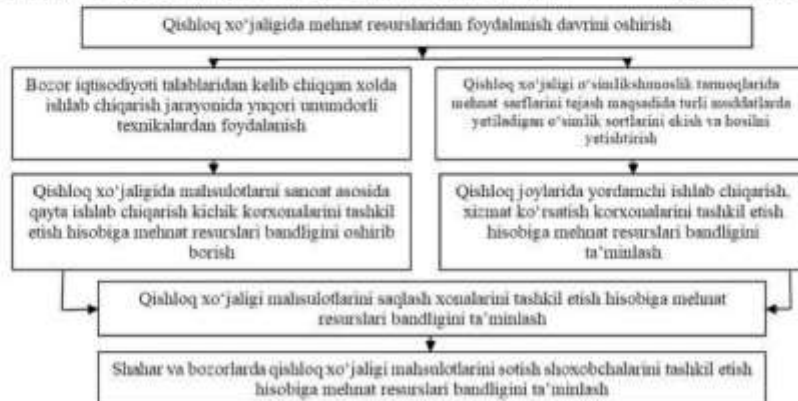 Qishloq xo‘jaligida mehnat resurslaridan foydalanish davrini oshirish
Bozor iqtisodiyoti talablaridan kelib chiqqan xolda
ishlab chiqarish jarayonida yuqori unumdorli
texnikalardan foydalanish
Qishloq xo‘jaligi o‘simlikshunoslik tarmoqlarida
mehnat sarflarini tejash maqsadida turli muddatlarda
yetiladigan o‘simlik sortlarini ekish va hosilni
yetishtirish
Qishloq xo‘jaligida mahsulotlarni sanoat asosida
qayta ishlab chiqarish kichik korxonalarini tashkil
etish hisobiga mehnat resurslari bandligini oshirib
borish
Qishloq joylarida yordamchi ishlab chiqarish,
xizmat ko‘rsatish korxonalarini tashkil etish
hisobiga mehnat resurslari bandligini
ta’minlash
Qishloq xo‘jaligi mahsulotlarini saqlash xonalarini tashkil etish hisobiga mehnat
resurslari bandligini ta’minlash
Shahar va bozorlarda qishloq xo‘jaligi mahsulotlarini sotish shoxobchalarini tashkil etish
hisobiga mehnat resurslari bandligini ta’minlash